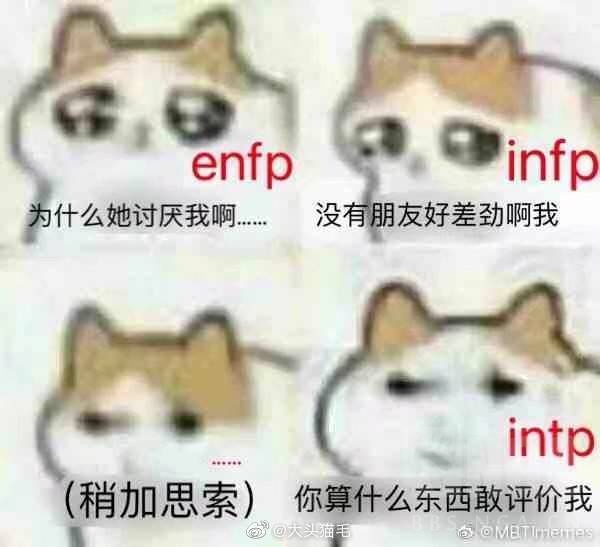 enfp
为什么她讨厌我啊……
infp
没有朋友好差劲啊我
……
（稍加思索）
intp
你算什么东西敢评价我
@大头猫毛
@MBTImemes